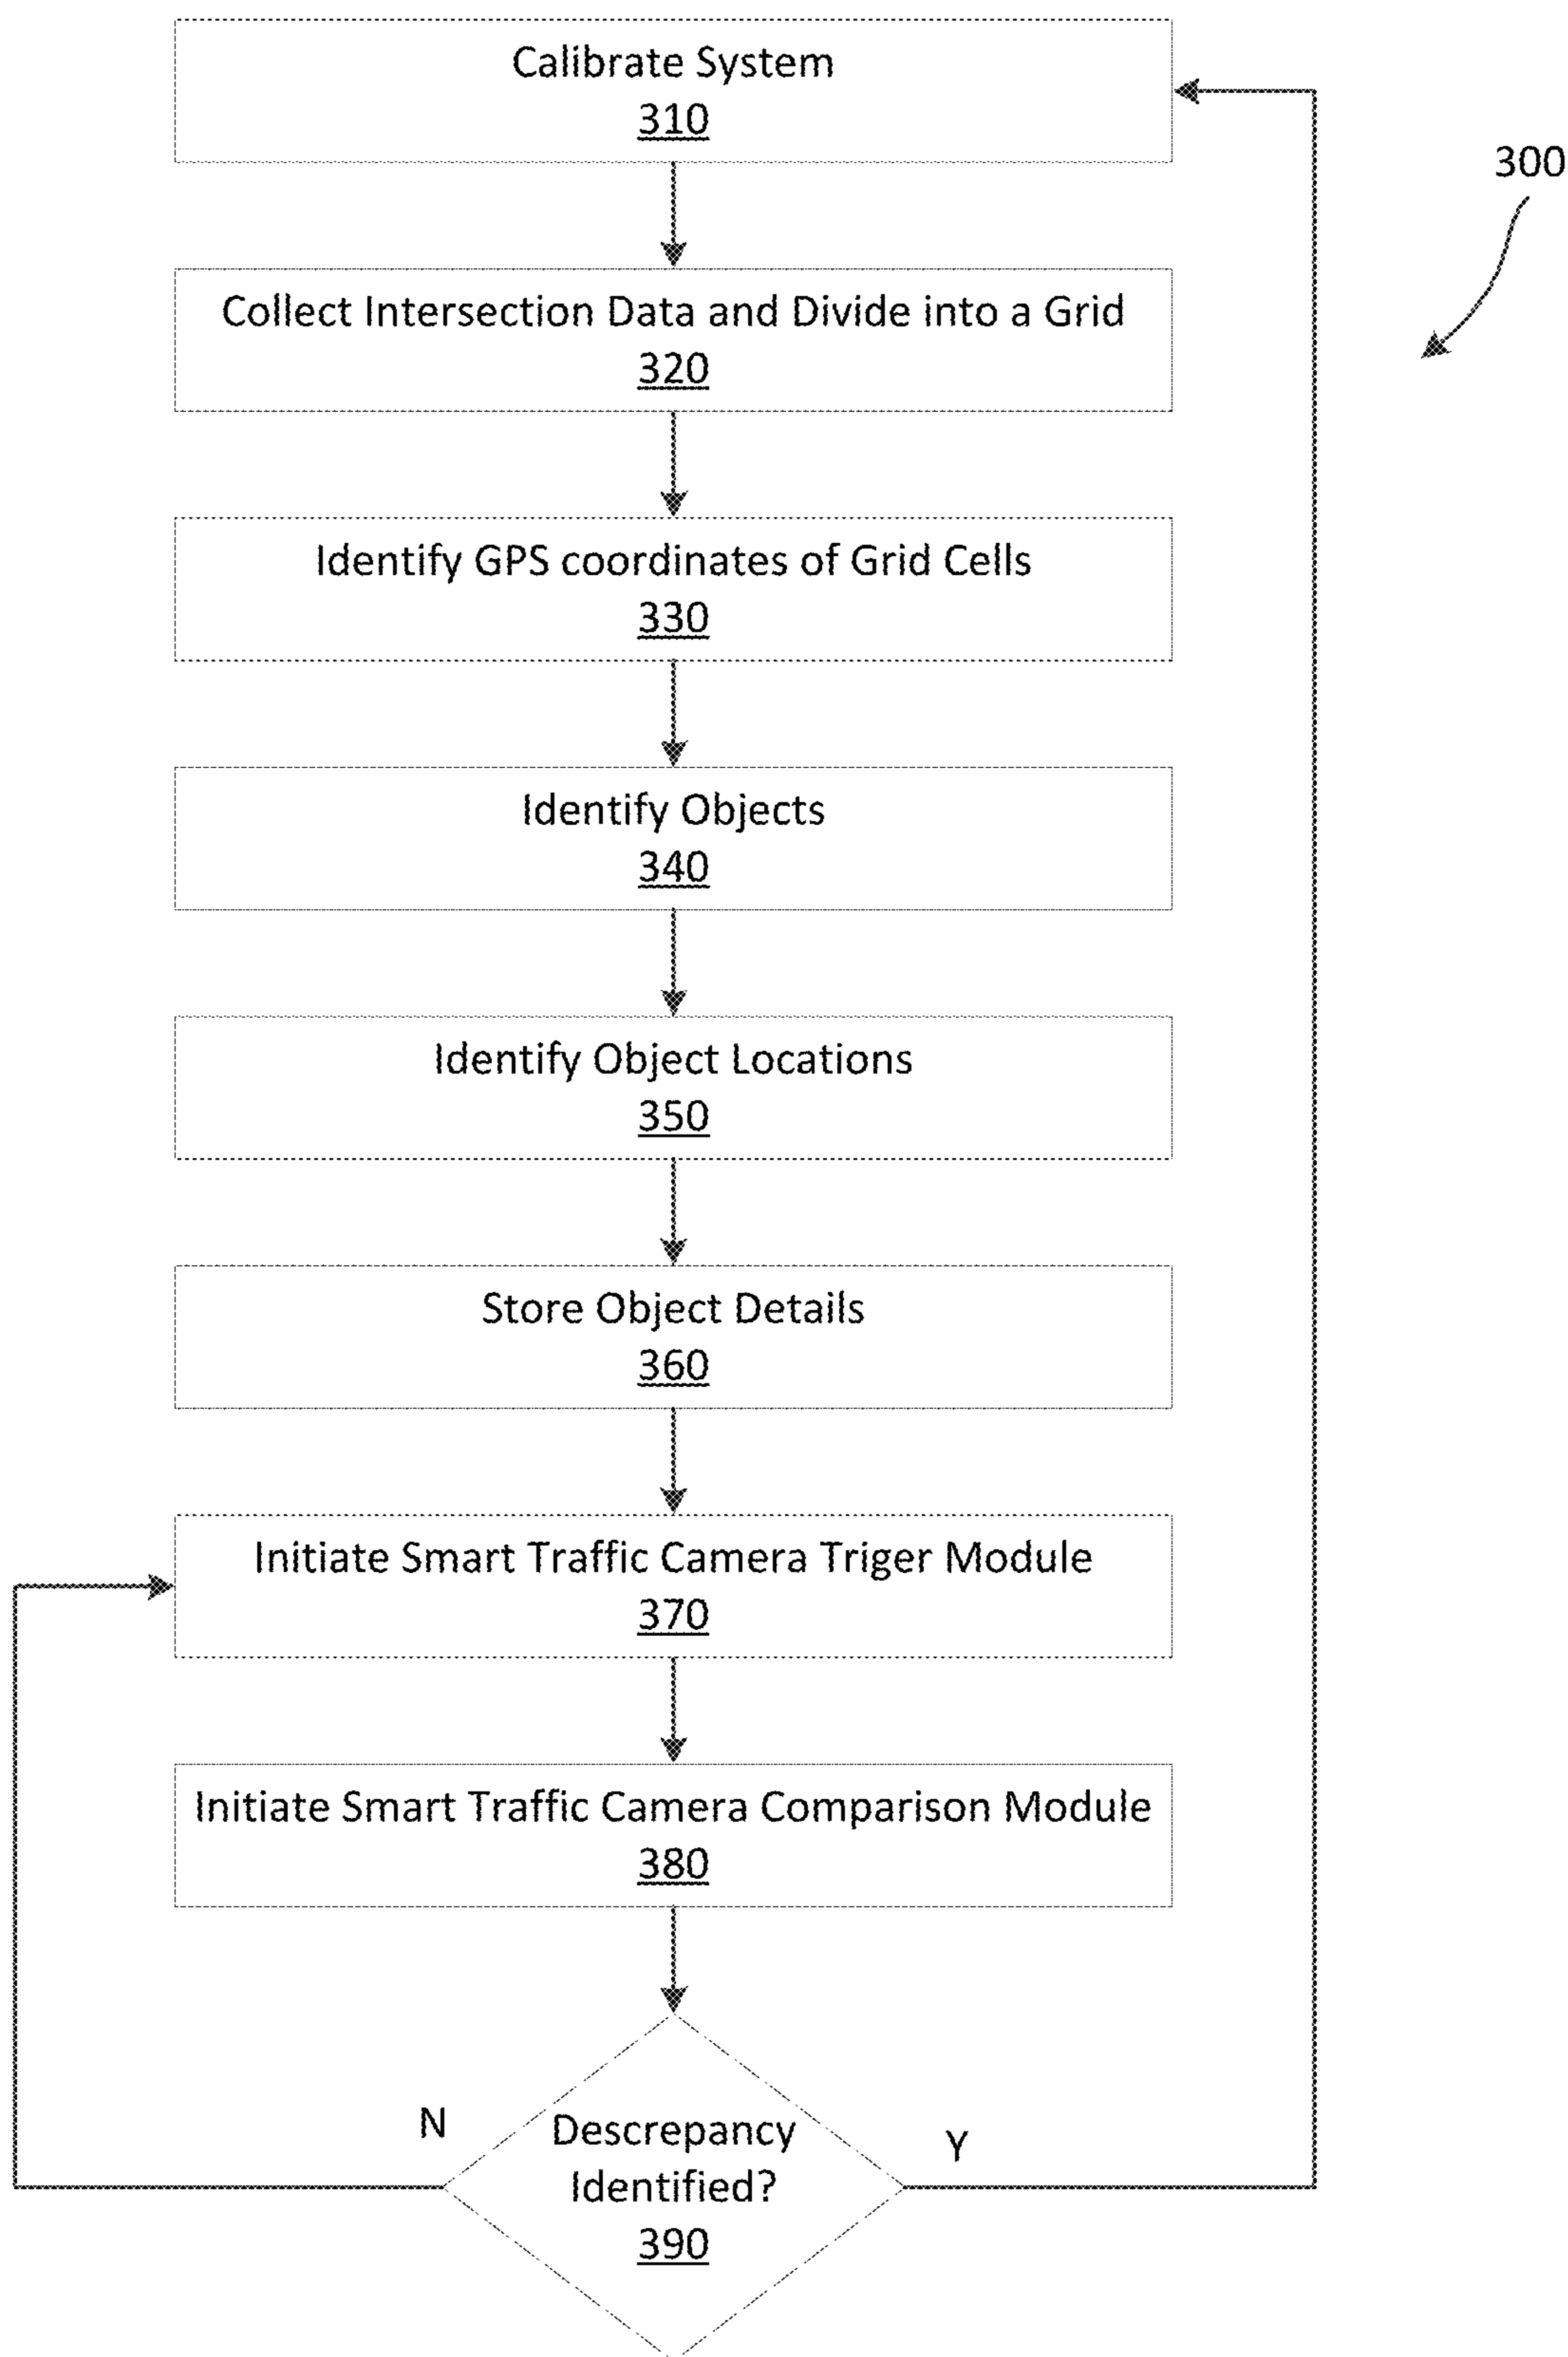 Calibrate System
310
300
Collect Intersection Data and Divide into a Grid
320
Identify GPS coordinates of Grid Cells
330
Identify Objects
340
Identify Object Locations
350
Store Object Details
360
Initiate Smart Traffic Camera Triger Module
370
Initiate Smart Traffic Camera Comparison Module
380
N
Y
Descrepancy
Identified?
390